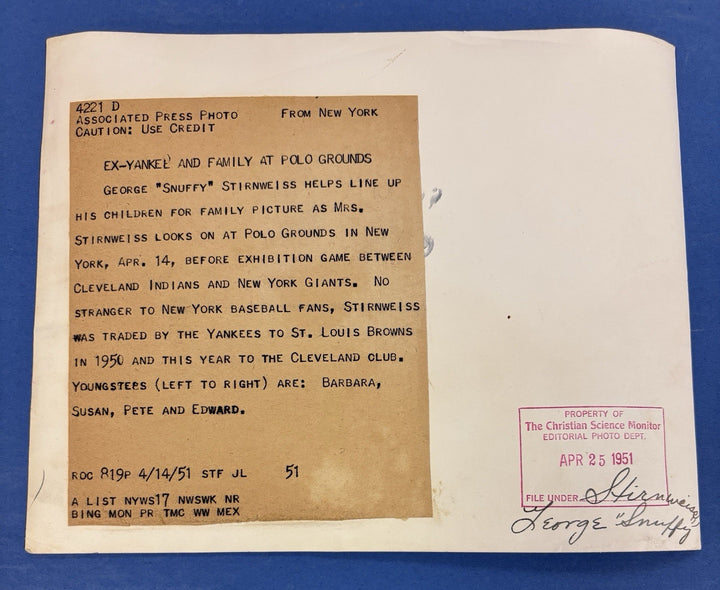 4221 D
ASSOCIATED PRESS PHOTO FROM NEW YORK
CAUTION: USE CREDIT
EX-YANKEE AND FAMILY AT POLO GROUNDS
GEORGE "SNUFFY" STIRNWEISS HELPS LINE UP
HIS CHILDREN FOR FAMILY PICTURE AS MRS.
STIRNWEISS LOOKS ON AT POLO GROUNDS IN NEW
YORK, APR. 14, BEFORE EXHIBITION GAME BETWEEN
CLEVELAND INDIANS AND NEW YORK GIANTS. NO
STRANGER TO NEW YORK BASEBALL FANS, STIRNWEISS
WAS TRADED BY THE YANKEES TO ST. LOUIS BROWNS
IN 1950 AND THIS YEAR TO THE CLEVELAND CLUB.
YOUNGSTERS (LEFT TO RIGHT) ARE: BARBARA,
SUSAN, PETE AND EDWARD.
ROC 819P 4/14/51 STF JL 51
A LIST NYWS17 NWSWK NR
BING MON PR TMC WW MEX
PROPERTY OF
The Christian Science Monitor
EDITORIAL PHOTO DEPT.
APR 25 1951
FILE UNDER Stirnweiss,
George "Snuffy"